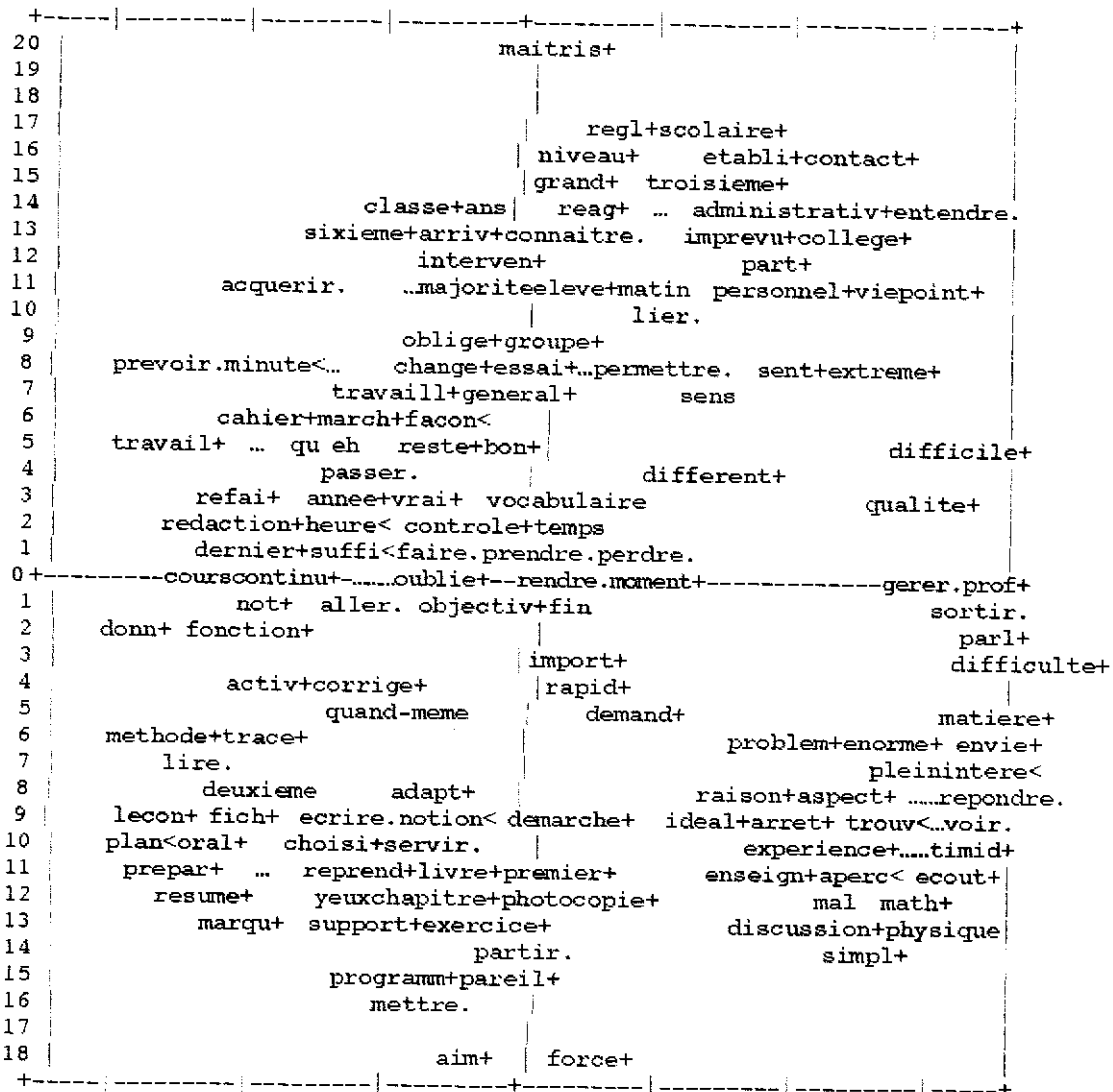 +-----|---------|---------|---------+---------|---------|---------|-----+
20 | maitris+
19 |
18 |
17 | regl+scolaire+
16 | niveau+ etabli+contact+
15 | grand+ troisieme+
14 | classe+ans reag+ … administrativ+entendre.
13 | sixieme+arriv+connaitre. imprevu+college+
12 | interven+ part+
11 | acquerir. …majoriteeleve+matin personnel+viepoint+
10 | lier.
9 | oblige+groupe+
8 | prevoir.minute<… change+essai+…permettre. sent+extreme+
7 | travaill+general+ sens
6 | cahier+march+facon<
5 | travail+ … qu eh reste+bon+ difficile+
4 | passer. different+
3 | refai+ annee+vrai+ vocabulaire qualite+
2 | redaction+heure< controle+temps
1 | dernier+suffi<faire.prendre.perdre.
0 +----------courscontinu+-……oublie+--rendre.moment+-------------gerer.prof+
1 | not+ aller. objectiv+fin sortir.
2 | donn+ fonction+ parl+
3 | import+ difficulte+
4 | activ+corrige+ rapid+
5 | quand-meme demand+ matiere+
6 | methode+trace+ problem+enorme+ envie+
7 | lire. pleinintere<
8 | deuxieme adapt+ raison+aspect+ ……repondre.
9 | lecon+ fich+ ecrire.notion< demarche+ ideal+arret+ trouv<…voir.
10 | plan<oral+ choisi+servir. experience+……timid+
11 | prepar+ … reprend+livre+premier+ enseign+aperc< ecout+
12 | resume+ yeuxchapitre+photocopie+ mal math+
13 | marqu+ support+exercice+ discussion+physique
14 | partir. simpl+
15 | programm+pareil+
16 | mettre.
17 |
18 | aim+ force+
+-----|---------|---------|---------+---------|---------|---------|-----+